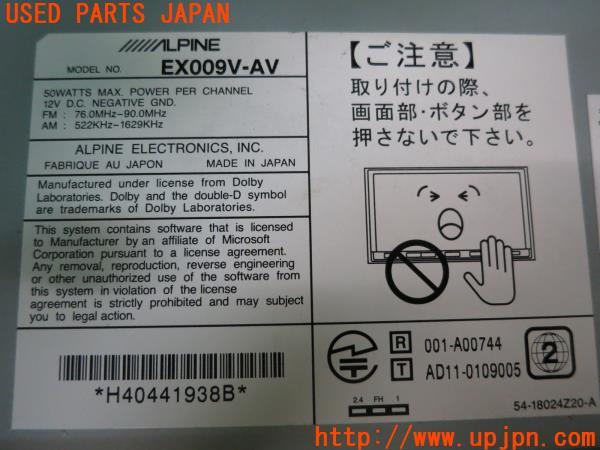 USED PARTS JAPAN
ALPINE
MODEL NO. EX009V-AV
50WATTS MAX. POWER PER CHANNEL
12V D.C. NEGATIVE GND.
FM : 76.0MHz-90.0MHz
AM : 522KHz-1629KHz
ALPINE ELECTRONICS, INC.
FABRIQUE AU JAPON MADE IN JAPAN
Manufactured under license from Dolby
Laboratories. Dolby and the double-D symbol
are trademarks of Dolby Laboratories.
This system contains software that is licensed
to Manufacturer by an affiliate of Microsoft
Corporation pursuant to a license agreement.
Any removal, reproduction, reverse engineering
or other unauthorized use of the software from
this system in violation of the license
agreement is strictly prohibited and may subject
you to legal action.
*H40441938B*
【ご注意】
取り付けの際、
画面部・ボタン部を
押さないで下さい。
R 001-A00744
T AD11-0109005
2
2.4 FH 1
54-18024Z20-A
http://www.upjpn.com/